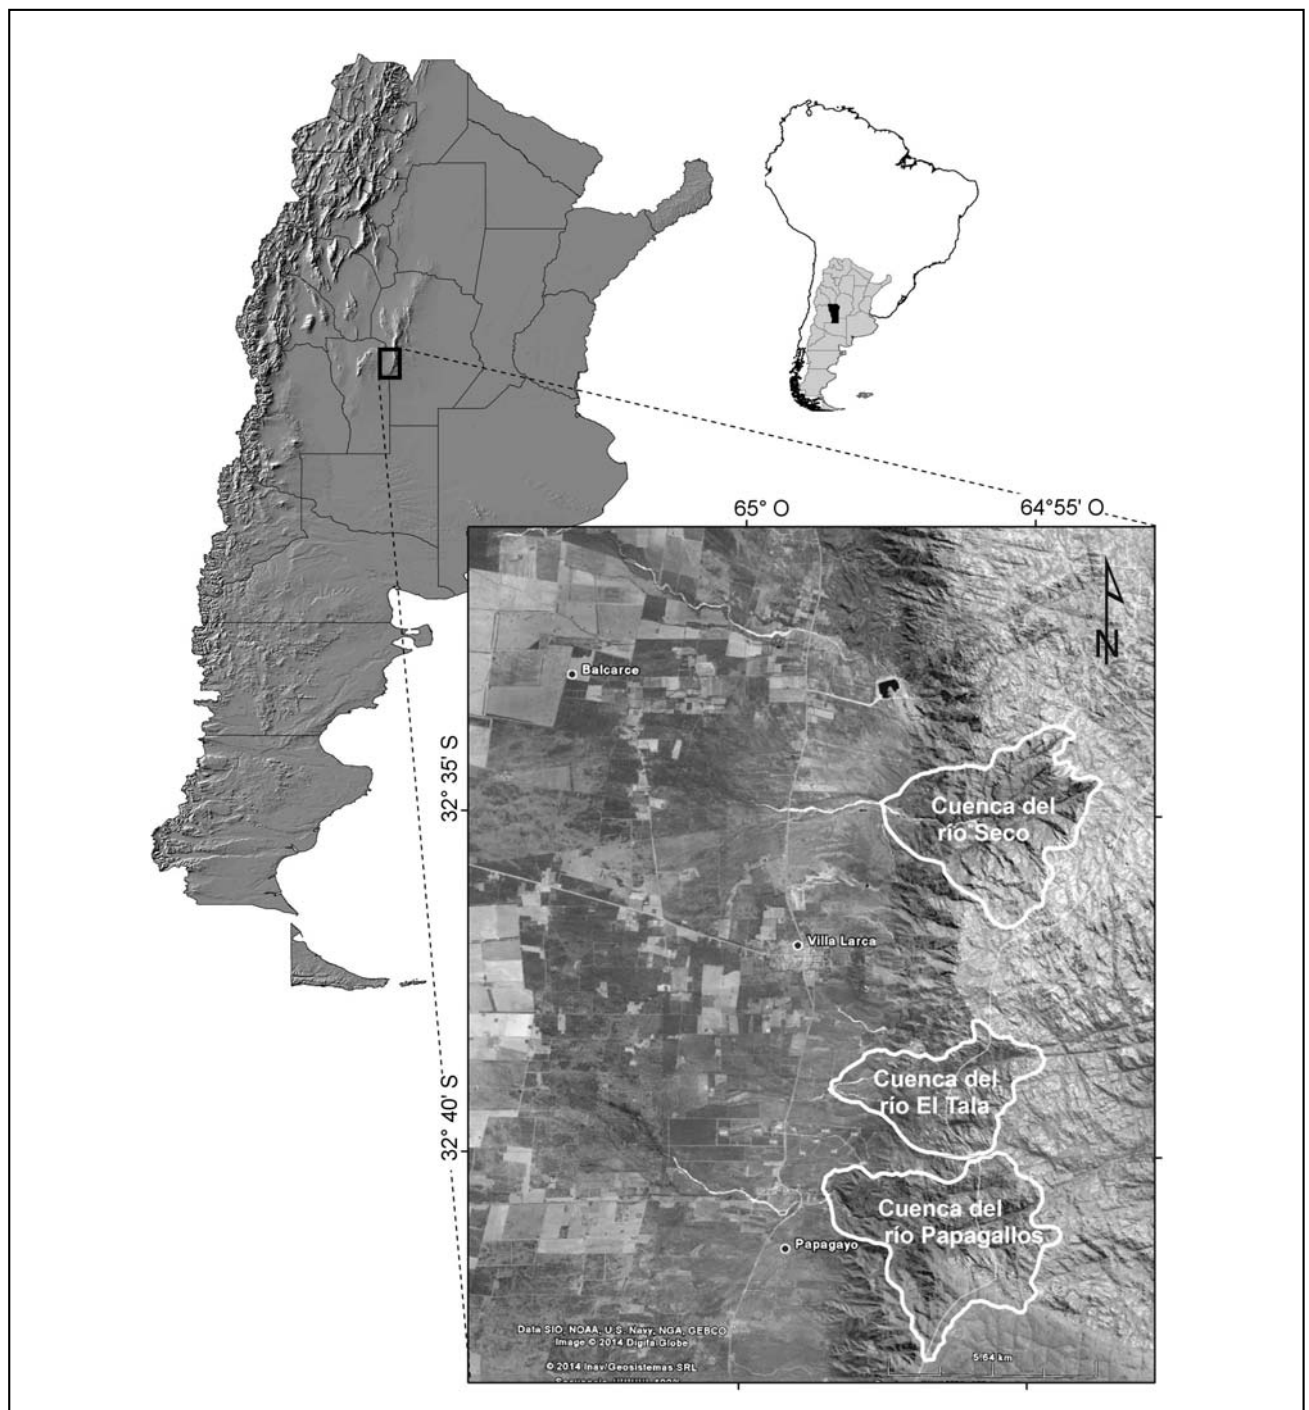 65° O
64°55' O
N
Balcarce
32° 35' S
Cuenca del
río Seco
Villa Larca
32° 40' S
Cuenca del
río El Tala
Cuenca del
río Papagallos
Papagayo
Data SIO, NOAA, U.S. Navy, NGA, GEBCO
Image © 2014 DigitalGlobe
5.64 km
© 2014 Inav/Geosistemas SRL